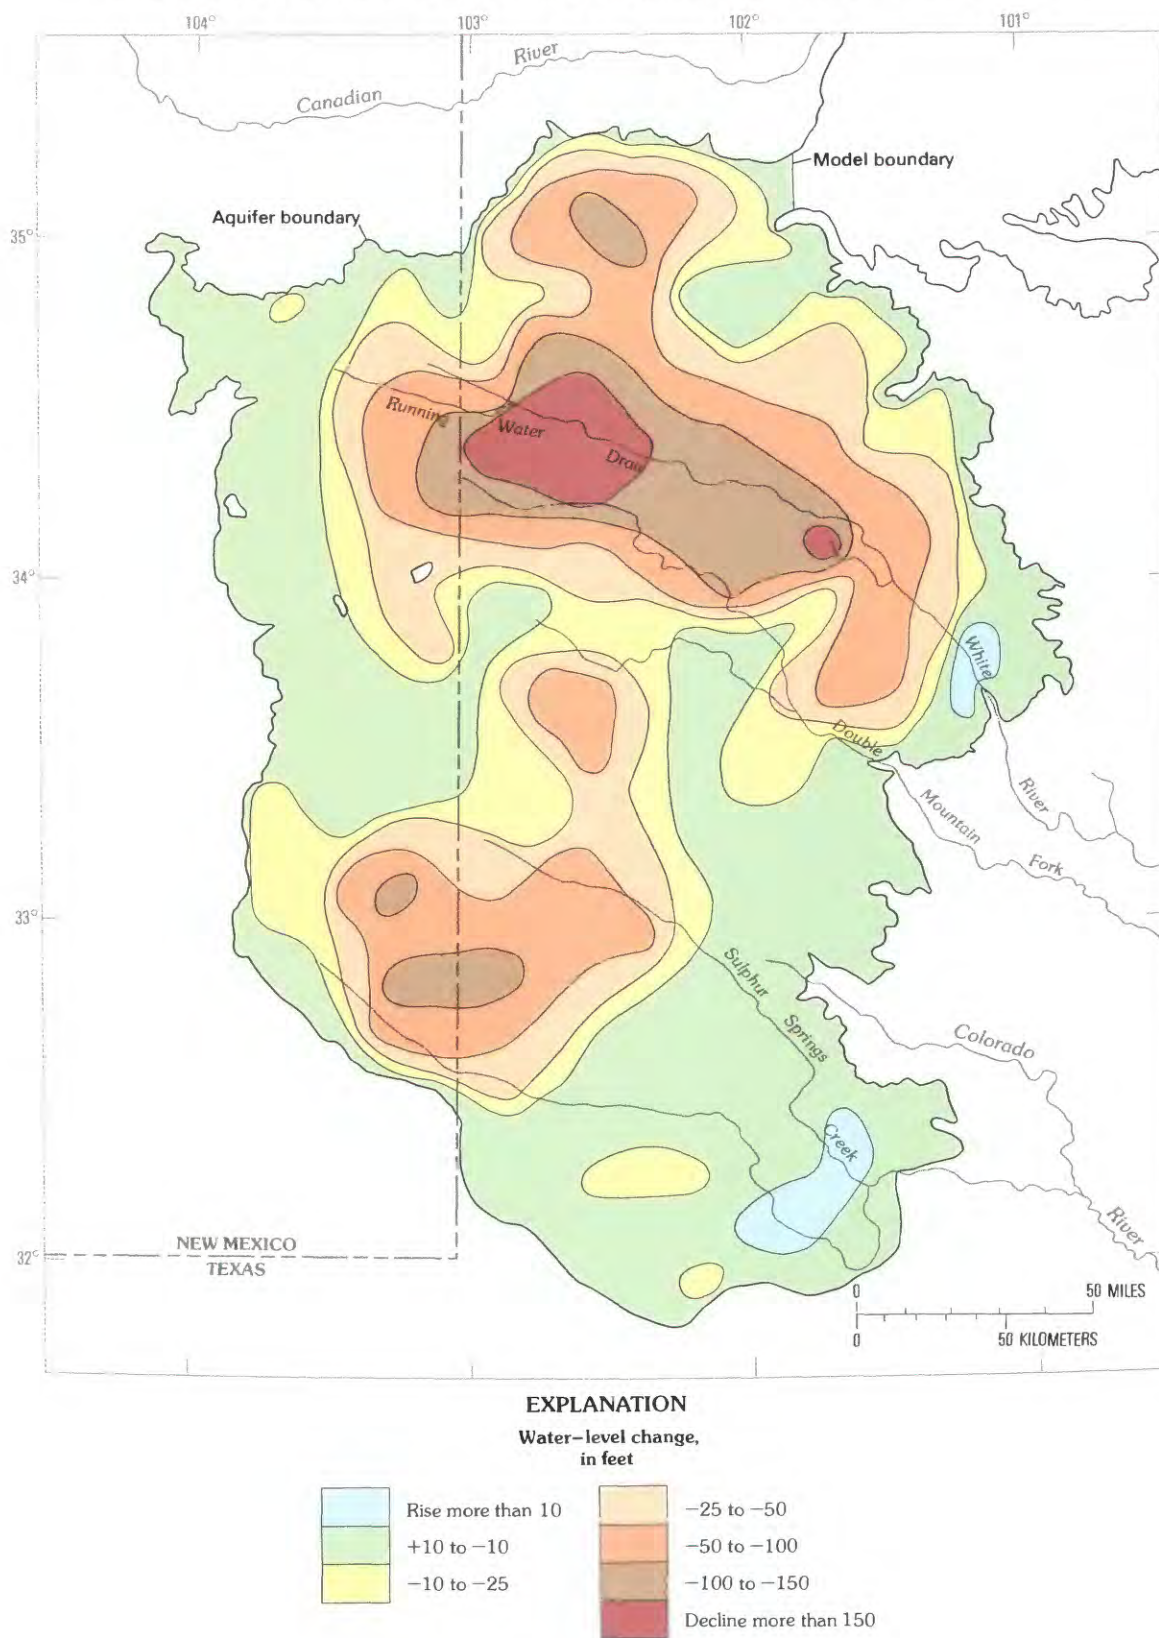 104°
103°
102°
101°
Canadian
River
Model boundary
Aquifer boundary
35°
Running
Water
Draw
34°
White
River
Double
Mountain
Fork
33°
Sulphur
Springs
Creek
Colorado
River
NEW MEXICO
TEXAS
32°
0 50 MILES
0 50 KILOMETERS
EXPLANATION
Water–level change,
in feet
Rise more than 10
+10 to −10
−10 to −25
−25 to −50
−50 to −100
−100 to −150
Decline more than 150